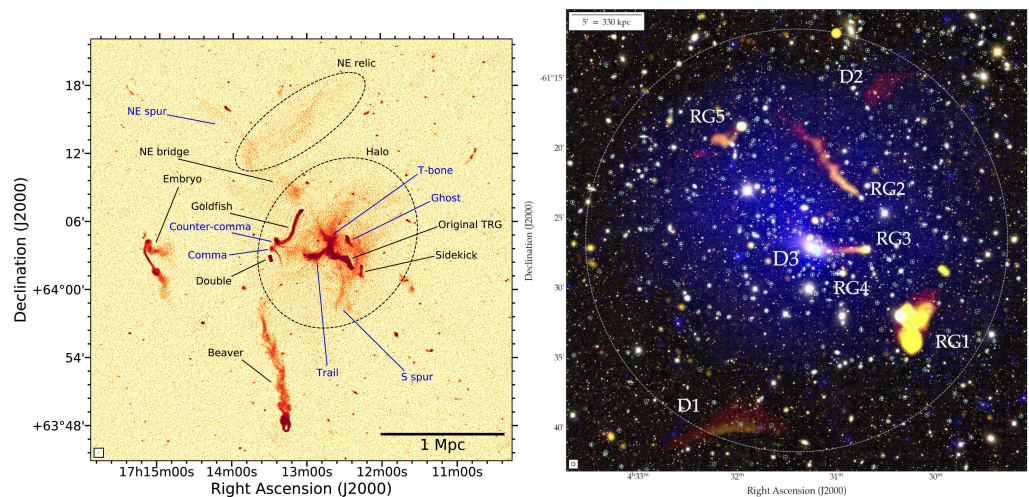 NE relic
18'
NE spur
12'
NE bridge
Halo
T-bone
Embryo
Ghost
Goldfish
06'
Counter-comma
Original TRG
Comma
Sidekick
Double
+64°00'
54'
Beaver
Trail
S spur
+63°48'
1 Mpc
17h15m00s 14m00s 13m00s 12m00s 11m00s
Right Ascension (J2000)
Declination (J2000)
5' = 330 kpc
D2
-61°15'
RG5
20'
RG2
25'
RG3
D3
30'
RG4
RG1
35'
D1
40'
4h33m 32m 31m 30m
Right Ascension (J2000)
Declination (J2000)